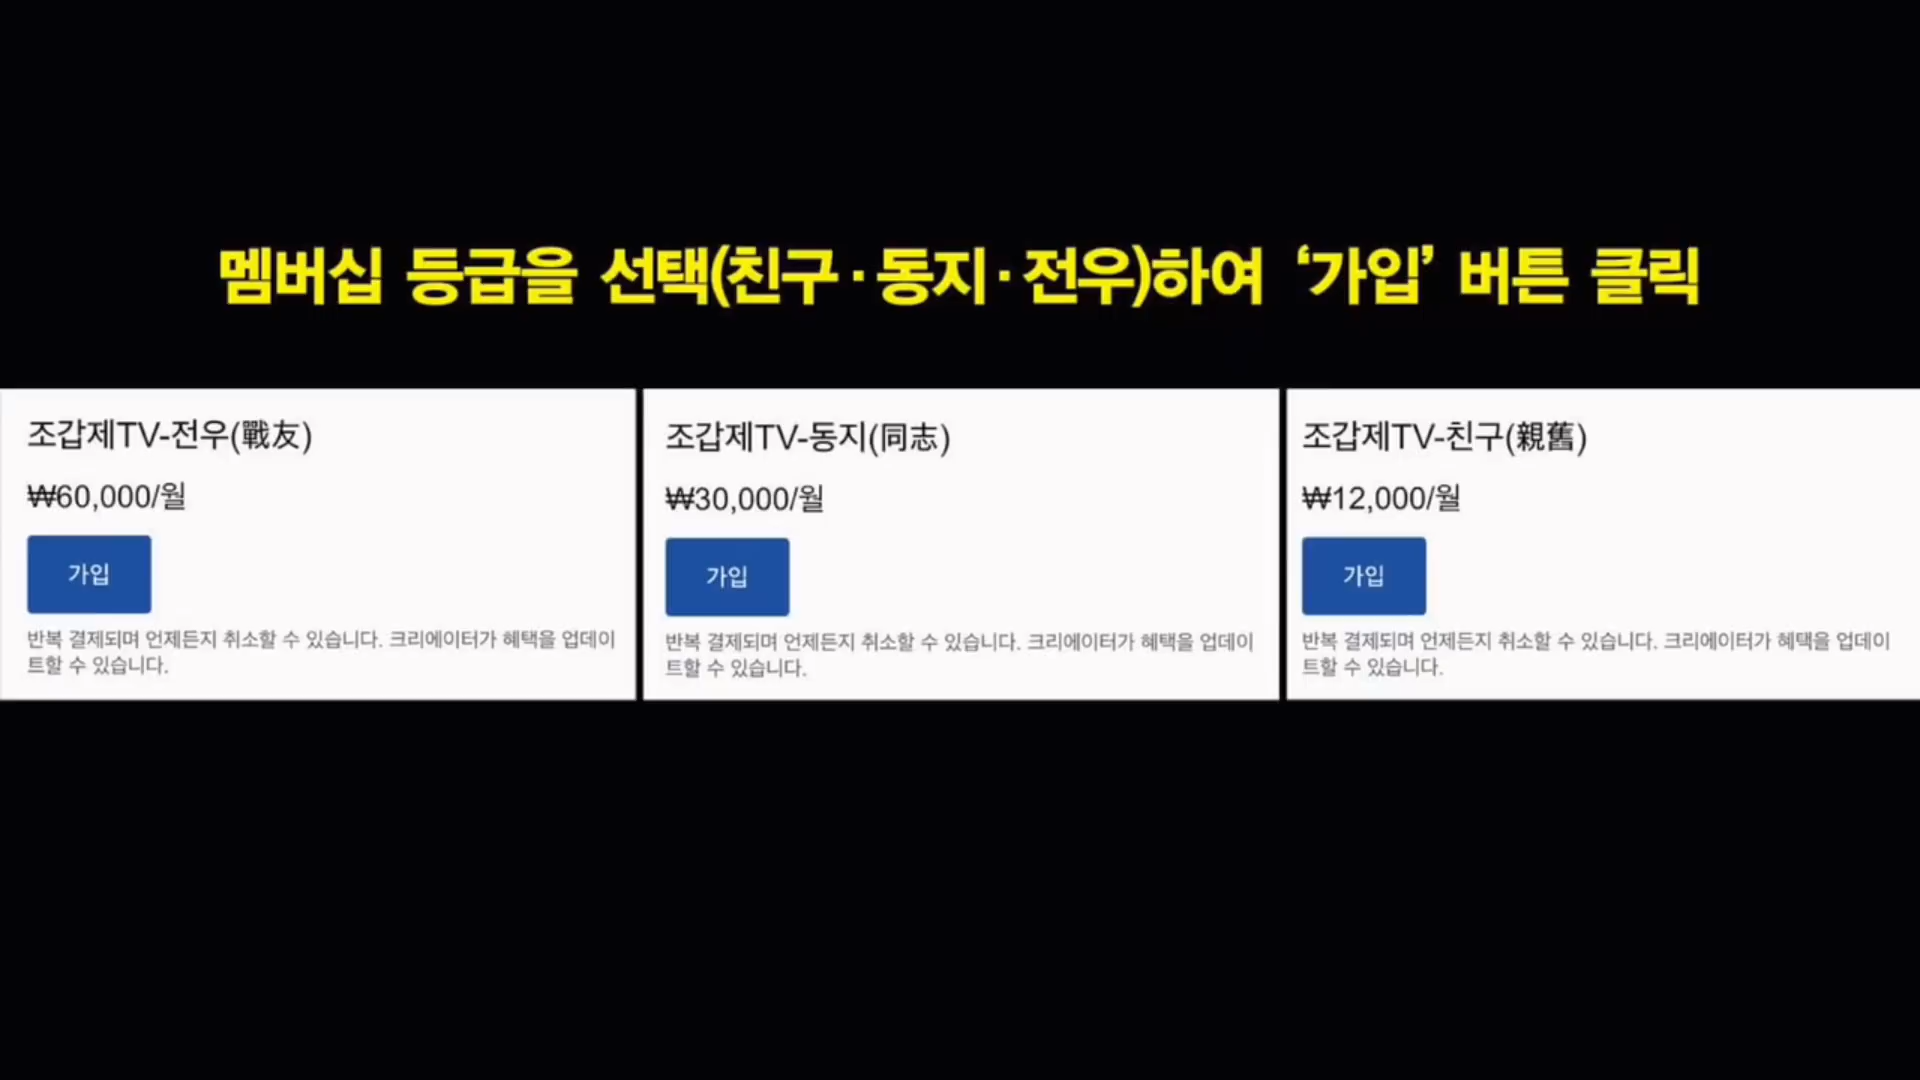 멤버십 등급을 선택(친구·동지·전우)하여 ‘가입’ 버튼 클릭
조갑제TV-전우(戰友)
₩60,000/월
가입
반복 결제되며 언제든지 취소할 수 있습니다. 크리에이터가 혜택을 업데이
트할 수 있습니다.
조갑제TV-동지(同志)
₩30,000/월
가입
반복 결제되며 언제든지 취소할 수 있습니다. 크리에이터가 혜택을 업데이
트할 수 있습니다.
조갑제TV-친구(親舊)
₩12,000/월
가입
반복 결제되며 언제든지 취소할 수 있습니다. 크리에이터가 혜택을 업데이
트할 수 있습니다.